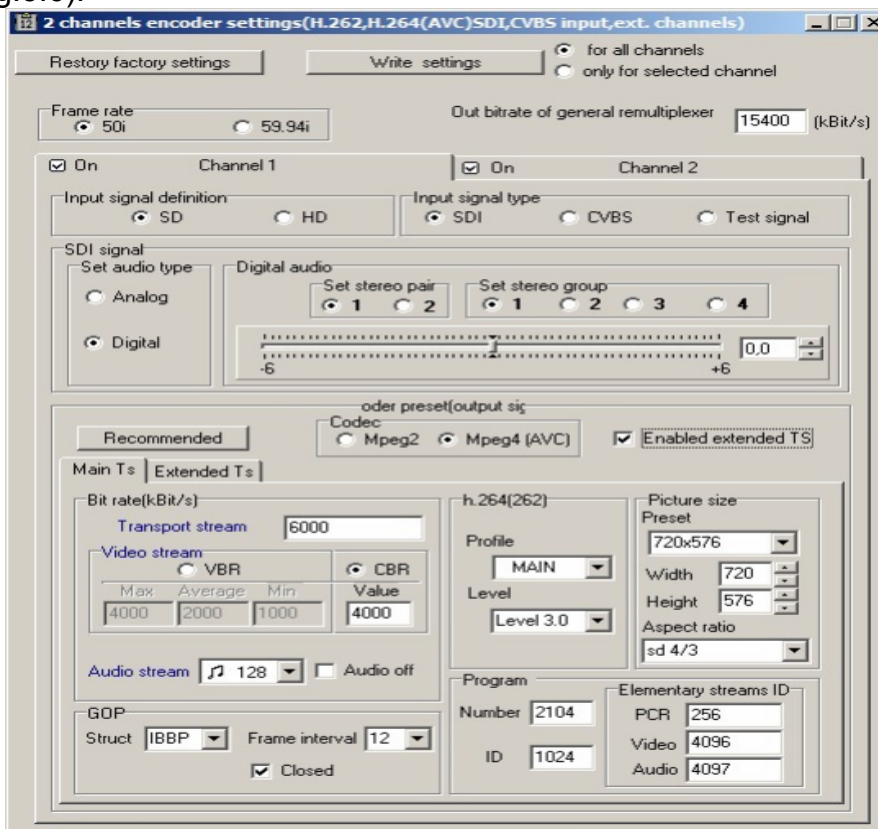 2 channels encoder settings(H.262,H.264(AVC)SDI,CVBS input,ext. channels)
Restory factory settings
Write settings
for all channels
only for selected channel
Frame rate
50i
59.94i
Out bitrate of general remultiplexer
15400
(kBit/s)
On
Channel 1
On
Channel 2
Input signal definition
SD
HD
Input signal type
SDI
CVBS
Test signal
SDI signal
Set audio type
Analog
Digital
Digital audio
Set stereo pair
1
2
Set stereo group
1
2
3
4
-6
+6
0,0
oder preset(output sig
Recommended
Codec
Mpeg2
Mpeg4 (AVC)
Enabled extended TS
Main Ts
Extended Ts
Bit rate(kBit/s)
Transport stream
6000
Video stream
VBR
CBR
Max
Average
Min
Value
4000
2000
1000
4000
Audio stream
128
Audio off
GOP
Struct
IBBP
Frame interval
12
Closed
h.264(262)
Profile
MAIN
Level
Level 3.0
Picture size
Preset
720x576
Width
720
Height
576
Aspect ratio
sd 4/3
Program
Number
2104
ID
1024
Elementary streams ID
PCR
256
Video
4096
Audio
4097